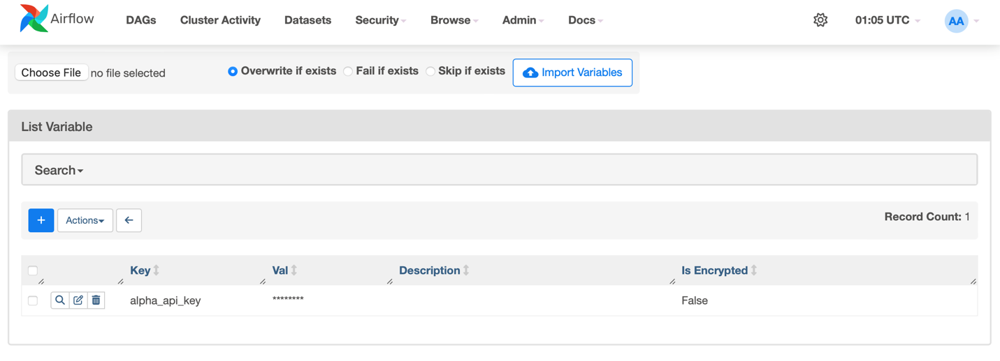 Airflow DAGs Cluster Activity Datasets Security Browse Admin Docs 01:05 UTC AA
Choose File no file selected Overwrite if exists Fail if exists Skip if exists Import Variables
List Variable
Search
+ Actions Record Count: 1
Key Val Description Is Encrypted
alpha_api_key ******** False